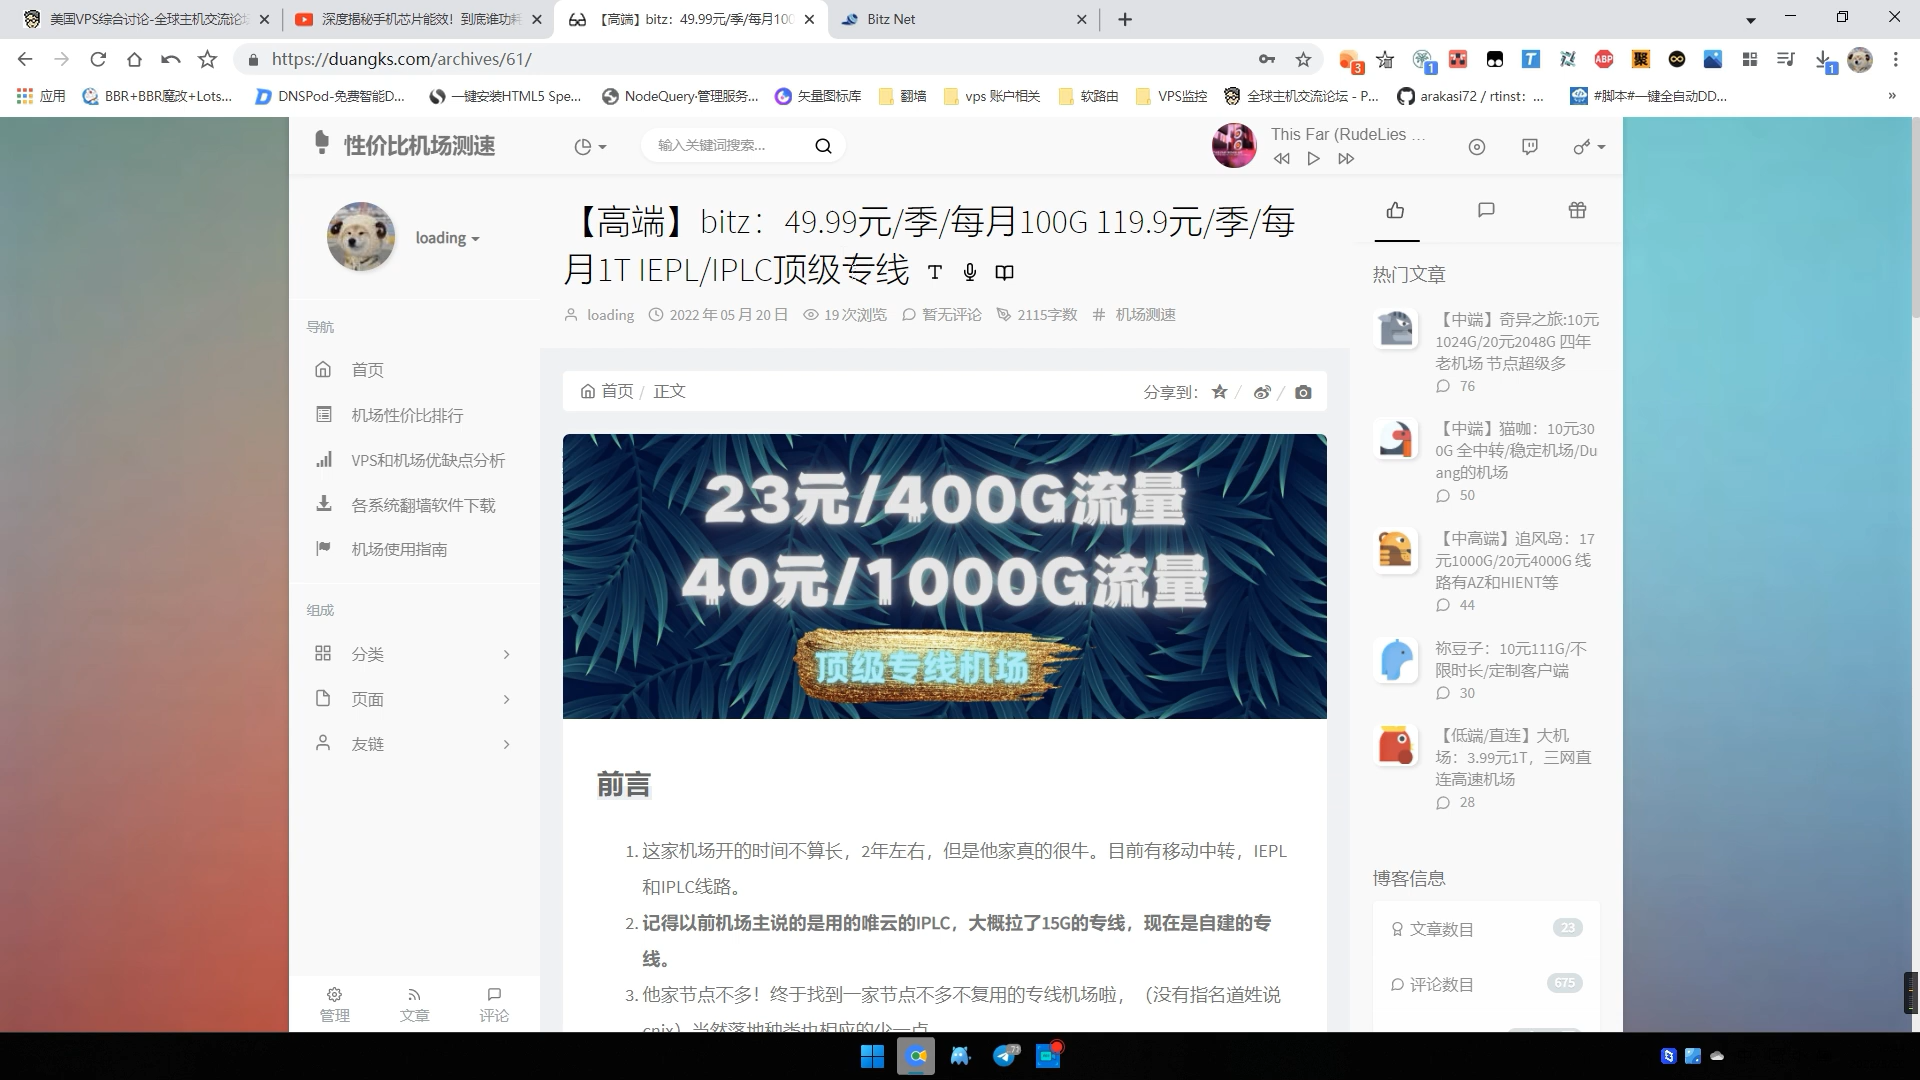 美国VPS综合讨论-全球主机交流论坛
深度揭秘手机芯片能效！到底谁功耗
【高端】bitz：49.99元/季/每月100
Bitz Net
https://duangks.com/archives/61/
3
1
T
ABP
聚
1
应用
BBR+BBR魔改+Lots...
DNSPod-免费智能D...
一键安装HTML5 Spe...
NodeQuery·管理服务...
矢量图标库
翻墙
vps 账户相关
软路由
VPS监控
全球主机交流论坛 - P...
arakasi72 / rtinst：...
#脚本#一键全自动DD...
»
性价比机场测速
输入关键词搜索...
This Far (RudeLies ...
loading
导航
首页
机场性价比排行
VPS和机场优缺点分析
各系统翻墙软件下载
机场使用指南
组成
分类
页面
友链
管理
文章
评论
【高端】bitz：49.99元/季/每月100G 119.9元/季/每
月1T IEPL/IPLC顶级专线
loading 2022 年 05 月 20 日 19 次浏览 暂无评论 2115字数 # 机场测速
首页 / 正文
分享到： / /
23元/400G流量
40元/1000G流量
顶级专线机场
前言
1. 这家机场开的时间不算长，2年左右，但是他家真的很牛。目前有移动中转，IEPL
和IPLC线路。
2. 记得以前机场主说的是用的唯云的IPLC，大概拉了15G的专线，现在是自建的专
线。
3. 他家节点不多！终于找到一家节点不多不复用的专线机场啦，（没有指名道姓说
cnix）当然落地种类也相应的少一点
热门文章
【中端】奇异之旅:10元
1024G/20元2048G 四年
老机场 节点超级多
76
【中端】猫咖：10元30
0G 全中转/稳定机场/Du
ang的机场
50
【中高端】追风岛：17
元1000G/20元4000G 线
路有AZ和HIENT等
44
祢豆子：10元111G/不
限时长/定制客户端
30
【低端/直连】大机
场：3.99元1T，三网直
连高速机场
28
博客信息
文章数目
23
评论数目
675